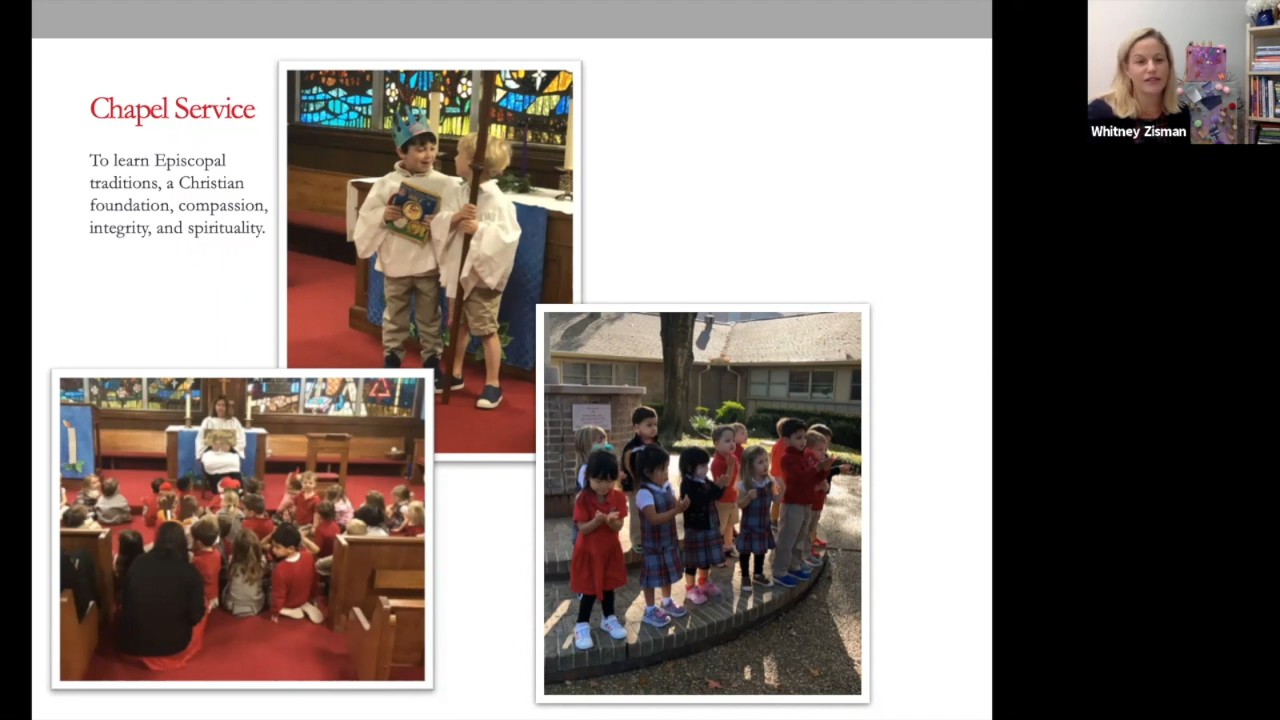 Chapel Service
To learn Episcopal
traditions, a Christian
foundation, compassion,
integrity, and spirituality.
Whitney Zisman